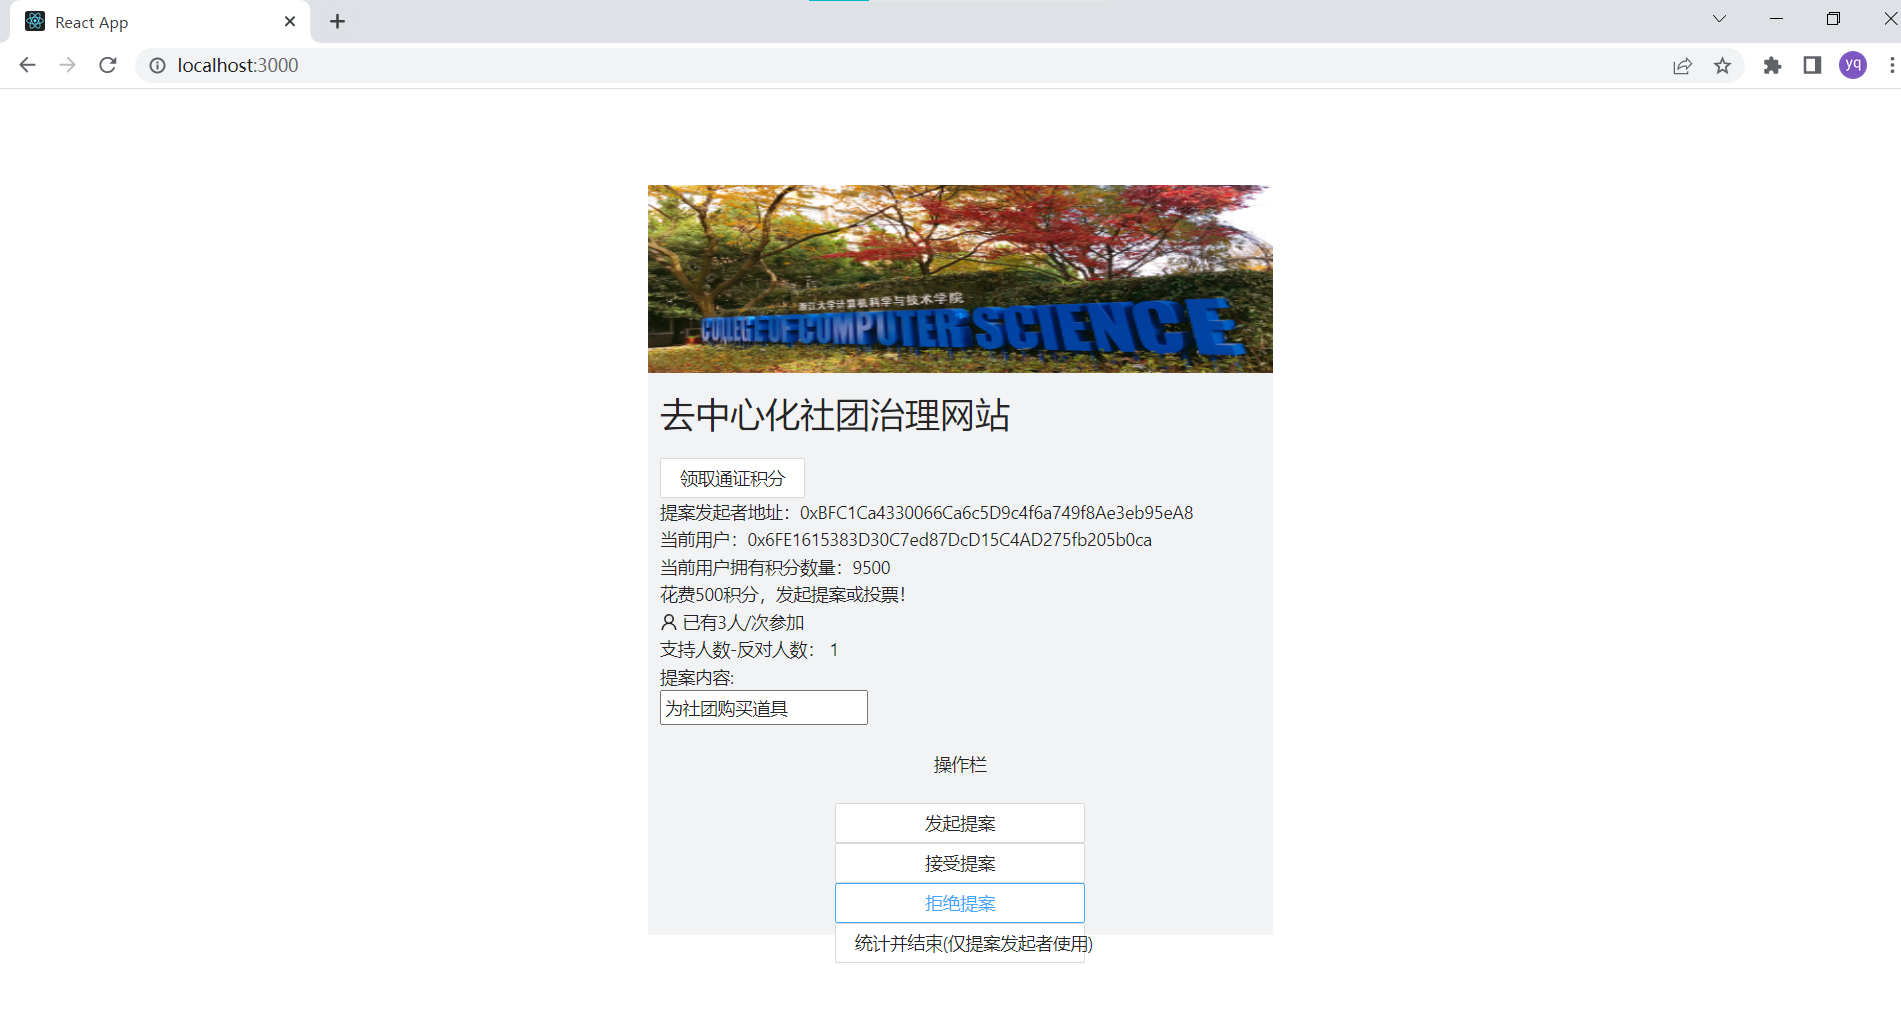 React App
localhost:3000
yq
浙江大学计算机科学与技术学院
COLLEGE OF COMPUTER SCIENCE
去中心化社团治理网站
领取通证积分
提案发起者地址：0xBFC1Ca4330066Ca6c5D9c4f6a749f8Ae3eb95eA8
当前用户：0x6FE1615383D30C7ed87DcD15C4AD275fb205b0ca
当前用户拥有积分数量：9500
花费500积分，发起提案或投票！
已有3人/次参加
支持人数-反对人数： 1
提案内容:
为社团购买道具
操作栏
发起提案
接受提案
拒绝提案
统计并结束(仅提案发起者使用)